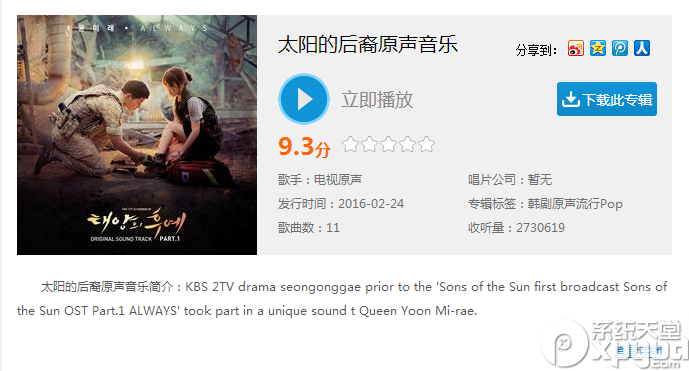 윤미래 • ALWAYS
태양의 후예
ORIGINAL SOUND TRACK PART.1
太阳的后裔原声音乐
分享到：
立即播放
下载此专辑
9.3分
歌手：电视原声
唱片公司：暂无
发行时间：2016-02-24
专辑标签：韩剧原声流行Pop
歌曲数：11
收听量：2730619
太阳的后裔原声音乐简介：KBS 2TV drama seongonggae prior to the 'Sons of the Sun first broadcast Sons of
the Sun OST Part.1 ALWAYS' took part in a unique sound t Queen Yoon Mi-rae.
系统天堂
xpgod
.com